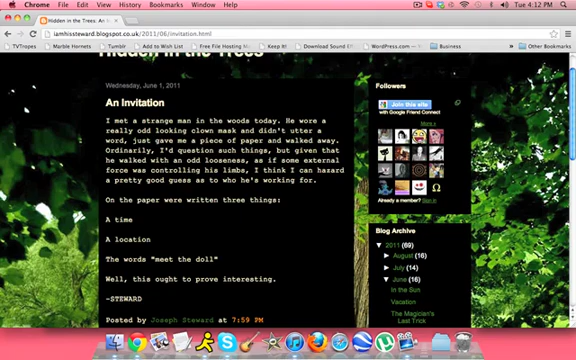 Chrome File Edit View History Bookmarks Window Tue 4:12 PM
Hidden in the Trees: An
iamhissteward.blogspot.co.uk/2011/06/invitation.html
TVTropes Marble Hornets Tumblr Add to Wish List Free File Hosting Keep It! Download Sound Ef WordPress.com Business Other Bookmarks
Hidden in the Trees
Wednesday, June 1, 2011
An Invitation
I met a strange man in the woods today. He wore a
really odd looking clown mask and didn't utter a
word, just gave me a piece of paper and walked away.
Ordinarily, I'd question such things, but given that
he walked with an odd looseness, as if some external
force was controlling his limbs, I think I can hazard
a pretty good guess as to who he's working for.
On the paper were written three things:
A time
A location
The words "meet the doll"
Well, this ought to prove interesting.
-STEWARD
Posted by Joseph Steward at 7:59 PM
Followers
Join this site
with Google Friend Connect
More »
Already a member? Sign in
Blog Archive
▼ 2011 (69)
► August (16)
► July (14)
▼ June (16)
In the Sun
Vacation
The Magician's
Last Trick